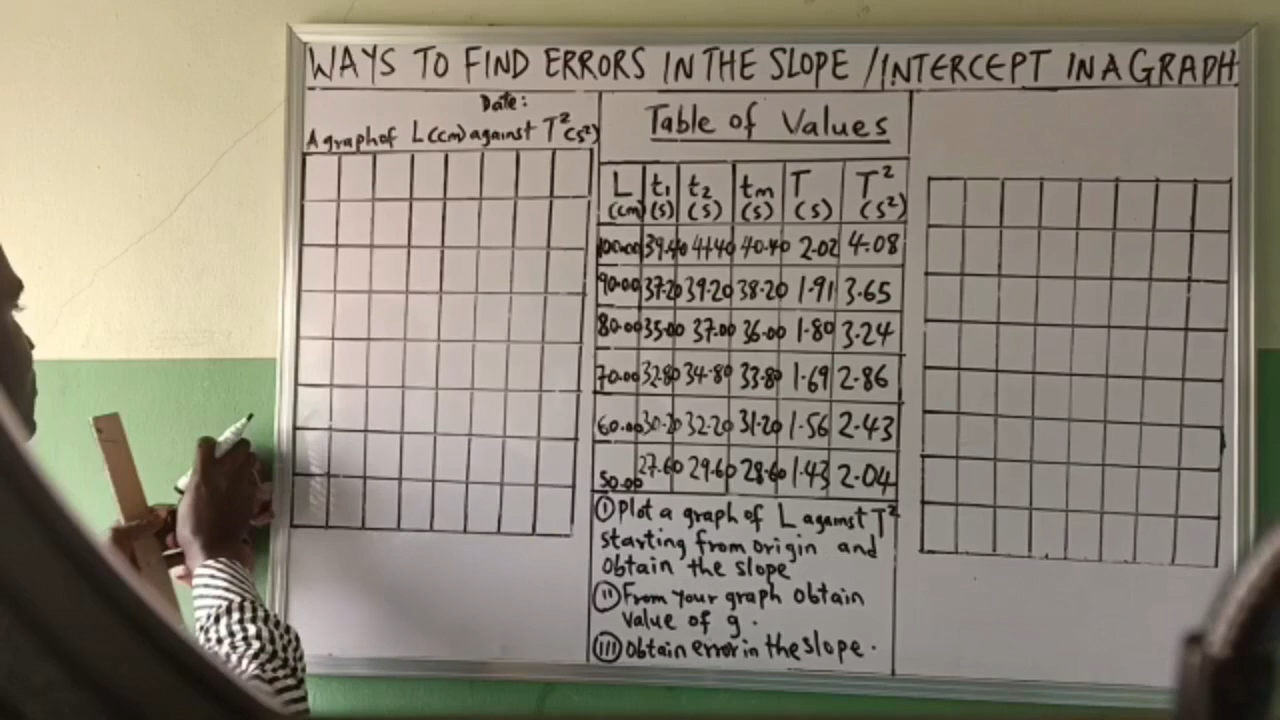 WAYS TO FIND ERRORS IN THE SLOPE / INTERCEPT IN A GRAPH
Date:
A graph of L(cm) against T²(s²)
Table of Values
L t₁ t₂ tm T T²
(cm) (s) (s) (s) (s) (s²)
100.00 39.40 41.40 40.40 2.02 4.08
90.00 37.20 39.20 38.20 1.91 3.65
80.00 35.00 37.00 36.00 1.80 3.24
70.00 32.80 34.80 33.80 1.69 2.86
60.00 30.20 32.20 31.20 1.56 2.43
50.00 27.60 29.60 28.60 1.43 2.04
(I) Plot a graph of L against T²
starting from origin and
obtain the slope
(II) From your graph obtain
value of g.
(III) Obtain error in the slope.